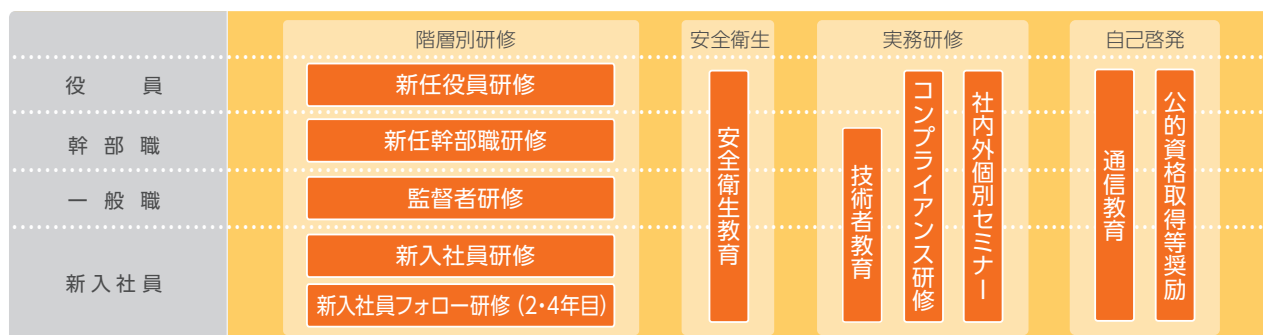 階層別研修
安全衛生
実務研修
自己啓発
役員
幹部職
一般職
新入社員
新任役員研修
新任幹部職研修
監督者研修
新入社員研修
新入社員フォロー研修（2・4年目）
安全衛生教育
技術者教育
コンプライアンス研修
社内外個別セミナー
通信教育
公的資格取得等奨励